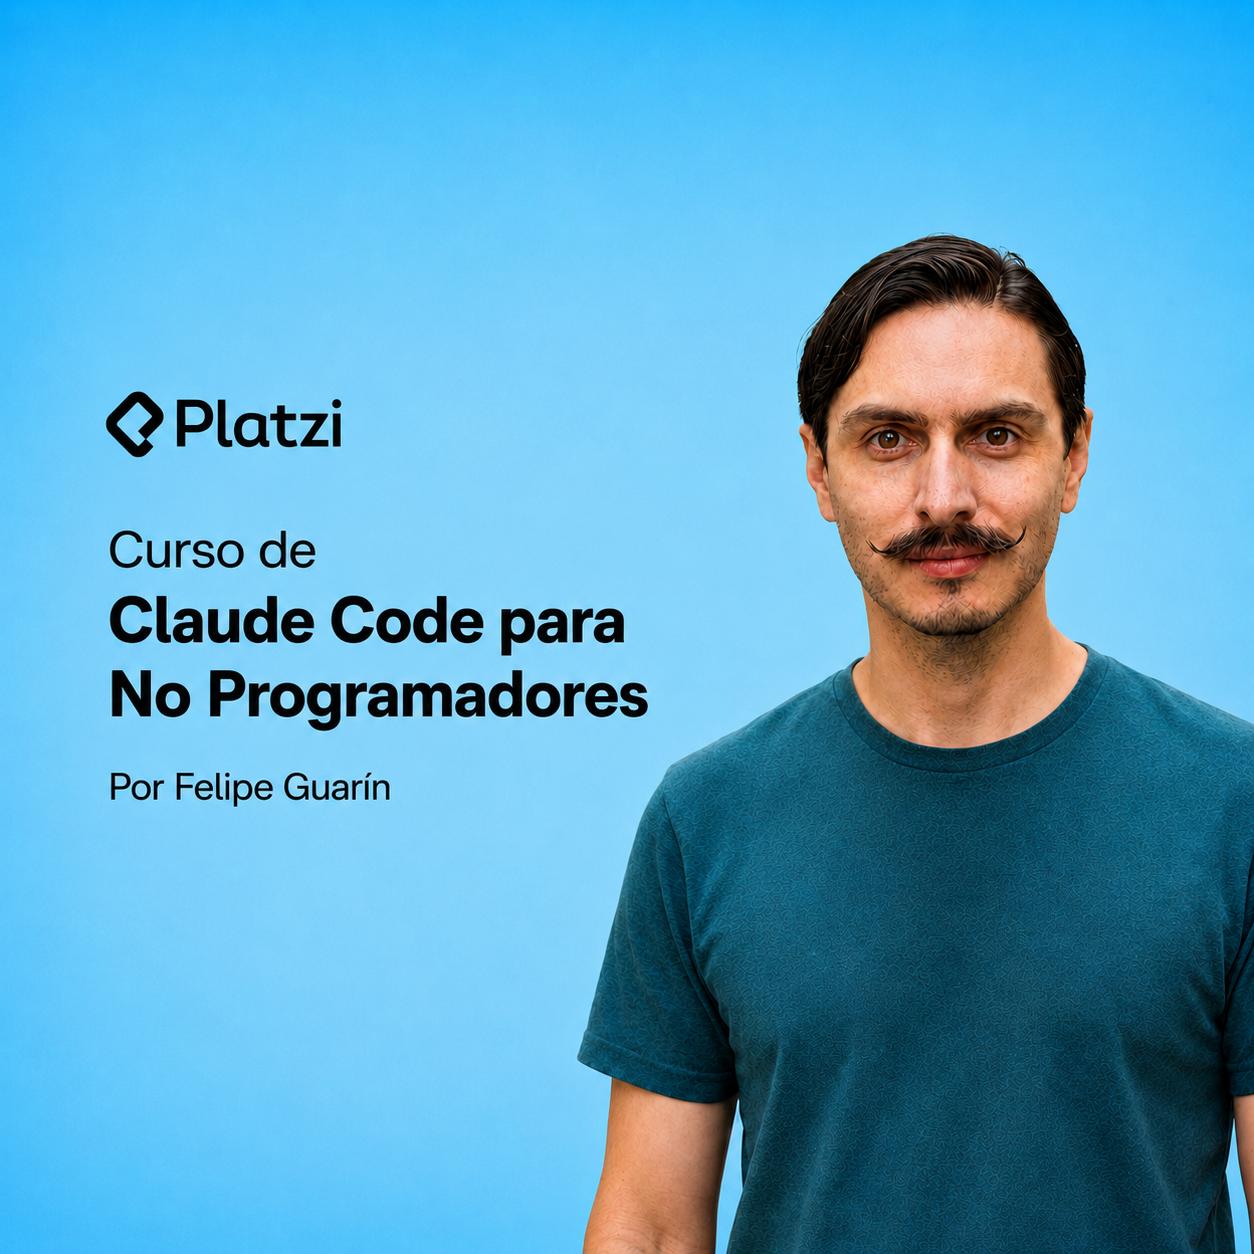 Platzi
Curso de
Claude Code para
No Programadores
Por Felipe Guarín